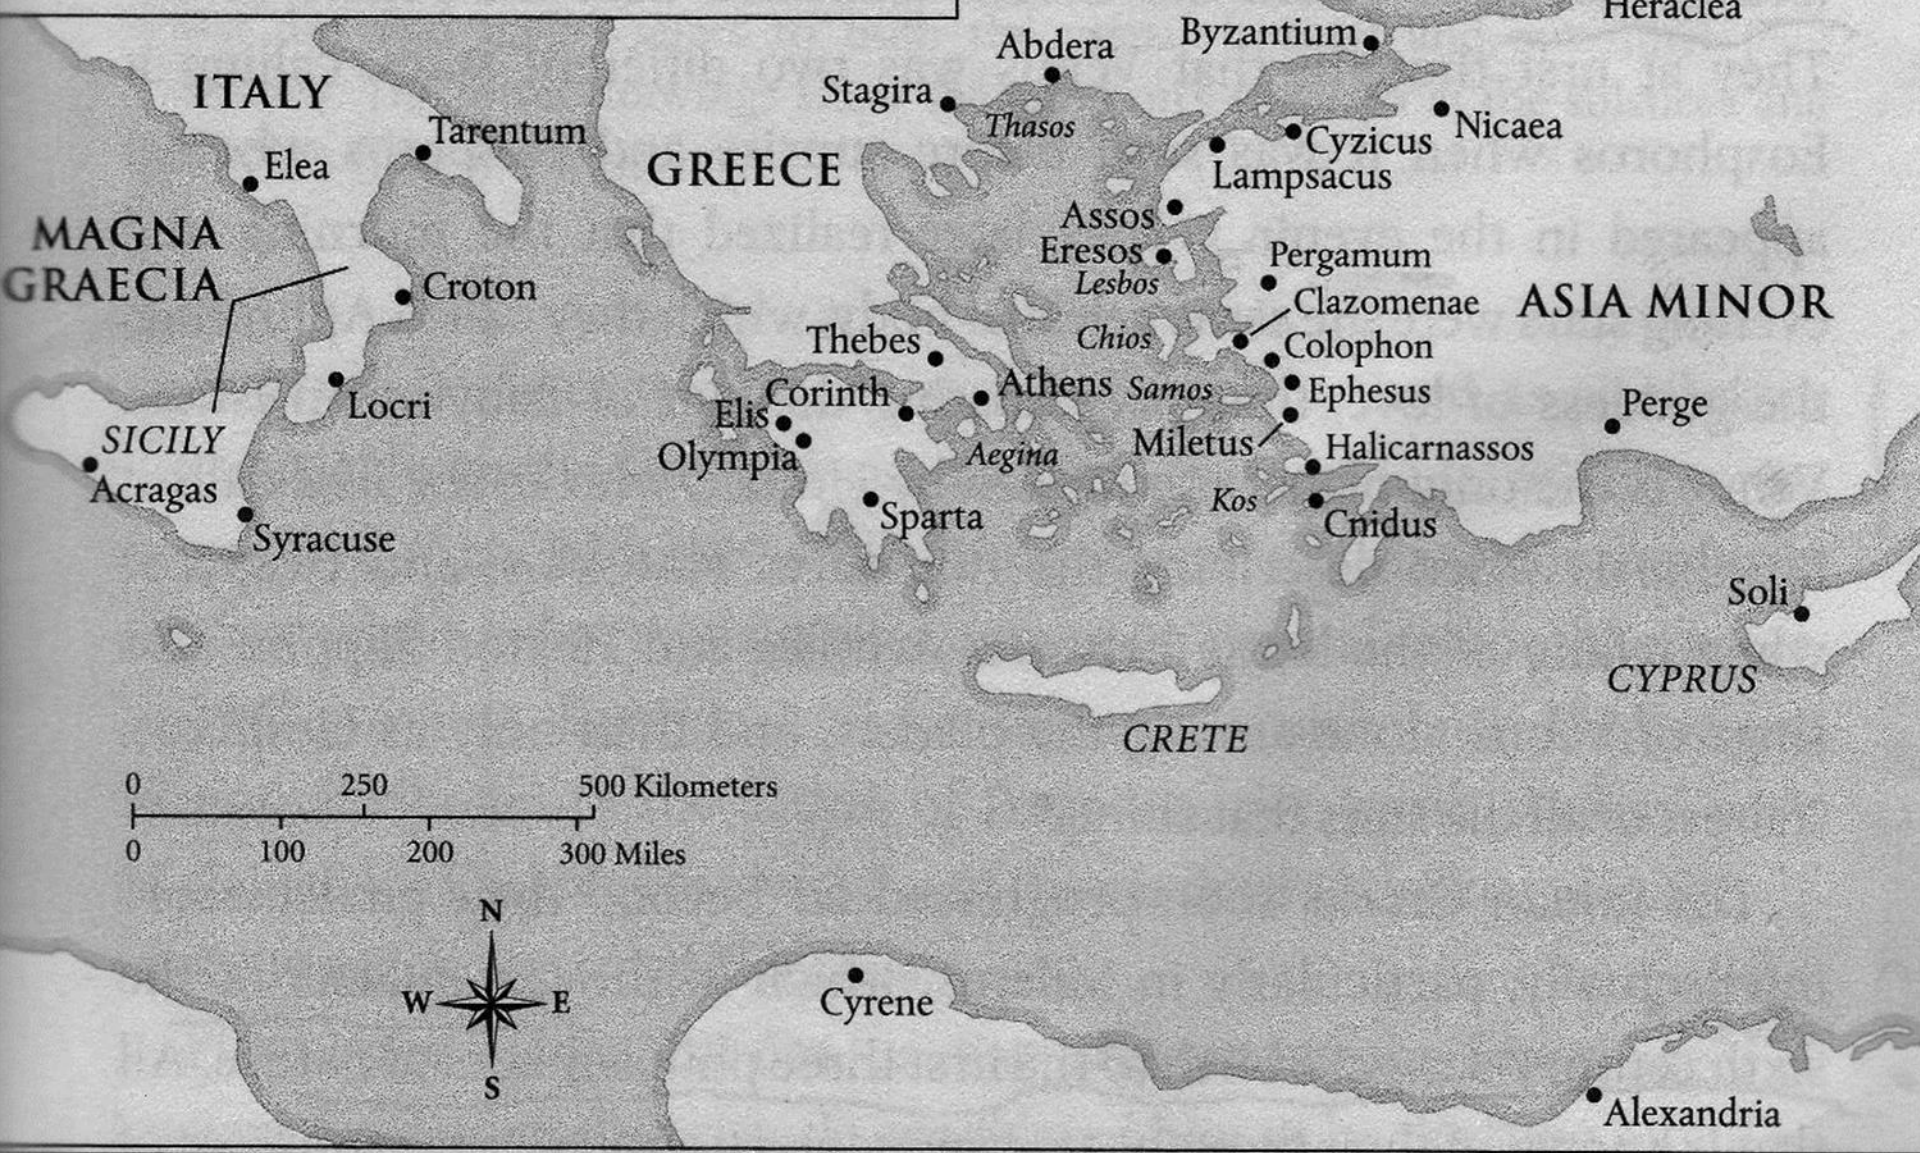 Heraclea
Byzantium
Abdera
Stagira
ITALY
Thasos
Nicaea
Tarentum
Cyzicus
Elea
GREECE
Lampsacus
Assos
MAGNA
GRAECIA
Eresos
Pergamum
Lesbos
Croton
Clazomenae
ASIA MINOR
Chios
Thebes
Colophon
Athens
Samos
Corinth
Ephesus
Locri
Elis
Perge
SICILY
Miletus
Halicarnassos
Olympia
Aegina
Acragas
Kos
Sparta
Cnidus
Syracuse
Soli
CYPRUS
CRETE
0 250 500 Kilometers
0 100 200 300 Miles
N
W E
S
Cyrene
Alexandria